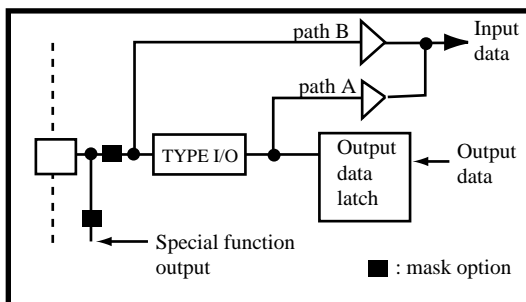 path B
Input
data
path A
TYPE I/O
Output
data
latch
Output
data
Special function
output
: mask option